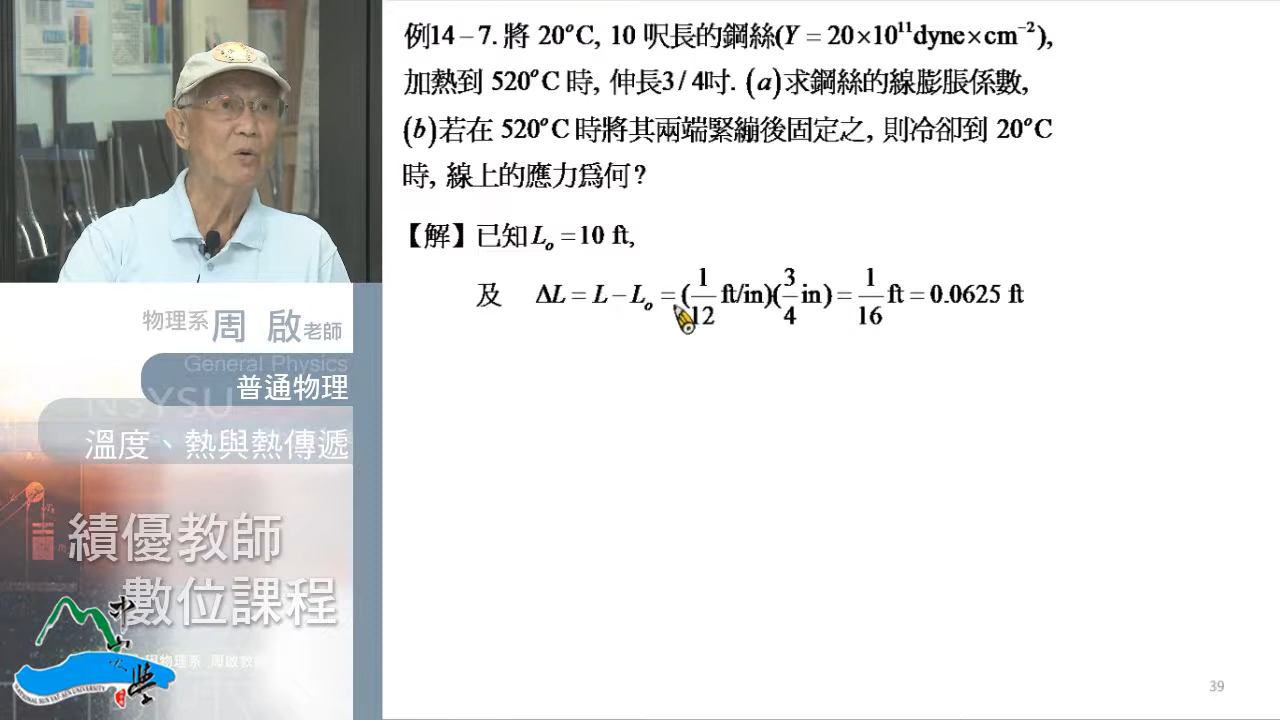 例14－7. 將 20°C, 10 呎長的鋼絲(Y = 20×10¹¹dyne×cm⁻²),
加熱到 520°C 時, 伸長3 / 4吋. (a)求鋼絲的線膨脹係數,
(b)若在 520°C 時將其兩端緊繃後固定之, 則冷卻到 20°C
時, 線上的應力爲何?
【解】已知 Lₒ = 10 ft,
及 ΔL = L − Lₒ = (1/12 ft/in)(3/4 in) = 1/16 ft = 0.0625 ft
物理系 周 啟 老師
General Physics
普通物理
NSYSU
溫度、熱與熱傳遞
績優教師
數位課程
39